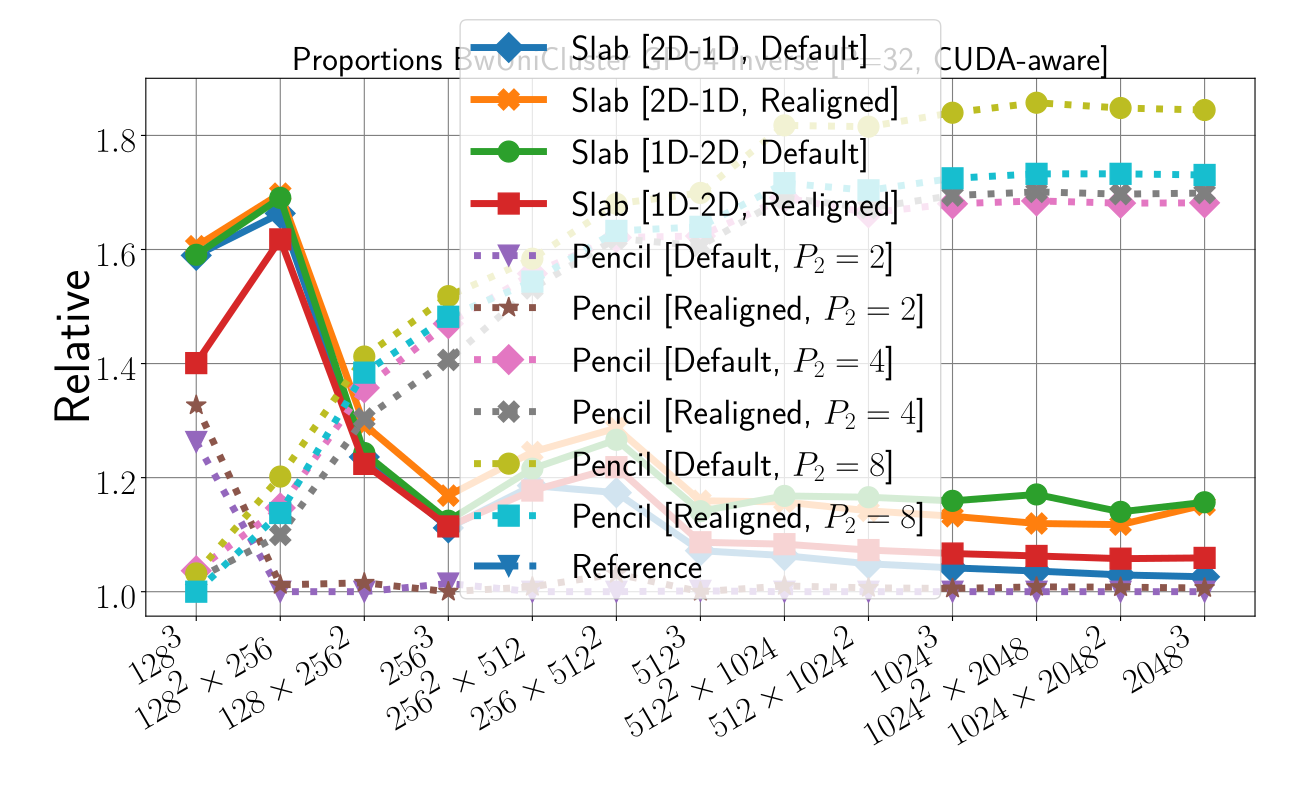 Proportions BwUniCluster GPU4 Inverse [P=32, CUDA-aware]
Slab [2D-1D, Default]
Slab [2D-1D, Realigned]
Slab [1D-2D, Default]
Slab [1D-2D, Realigned]
Pencil [Default, P₂ = 2]
Pencil [Realigned, P₂ = 2]
Pencil [Default, P₂ = 4]
Pencil [Realigned, P₂ = 4]
Pencil [Default, P₂ = 8]
Pencil [Realigned, P₂ = 8]
Reference
Relative
1.8
1.6
1.4
1.2
1.0
128³
128² × 256
128 × 256²
256³
256² × 512
256 × 512²
512³
512² × 1024
512 × 1024²
1024³
1024² × 2048
1024 × 2048²
2048³